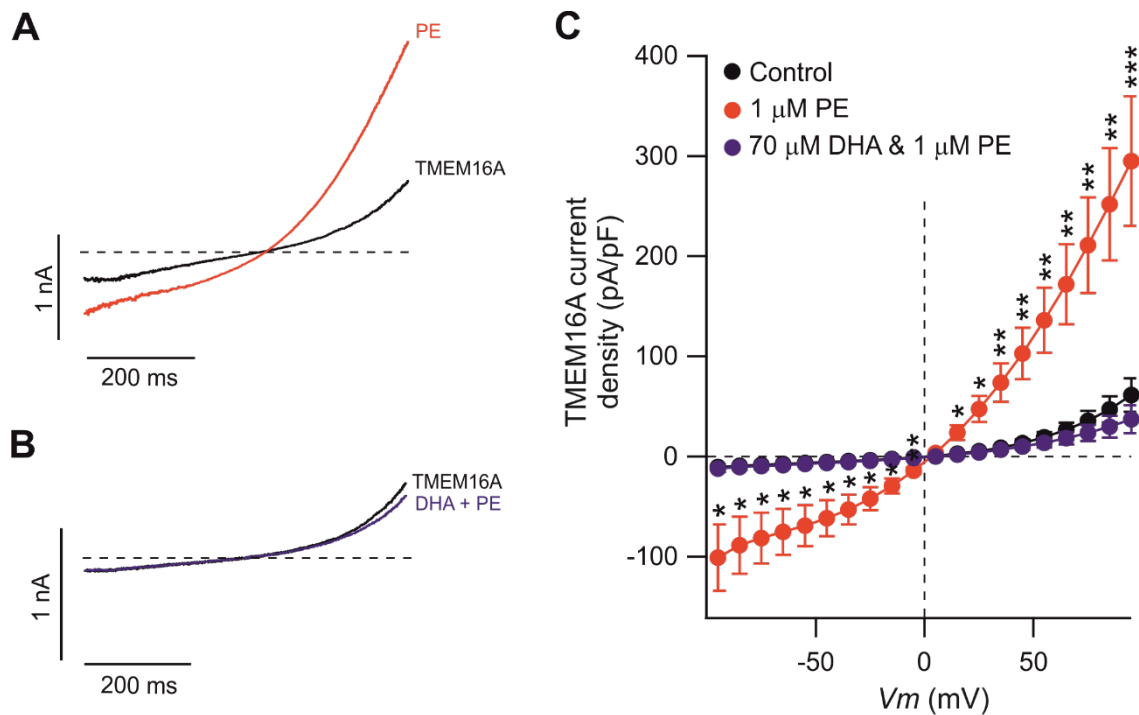 A
PE
TMEM16A
1 nA
200 ms
B
TMEM16A
DHA + PE
1 nA
200 ms
C
Control
1 μM PE
70 μM DHA & 1 μM PE
TMEM16A current
density (pA/pF)
400
300
200
100
0
-100
-50
0
50
Vm (mV)
* * * * * * * * * *
*
* * ** ** ** ** ** ** ** ***